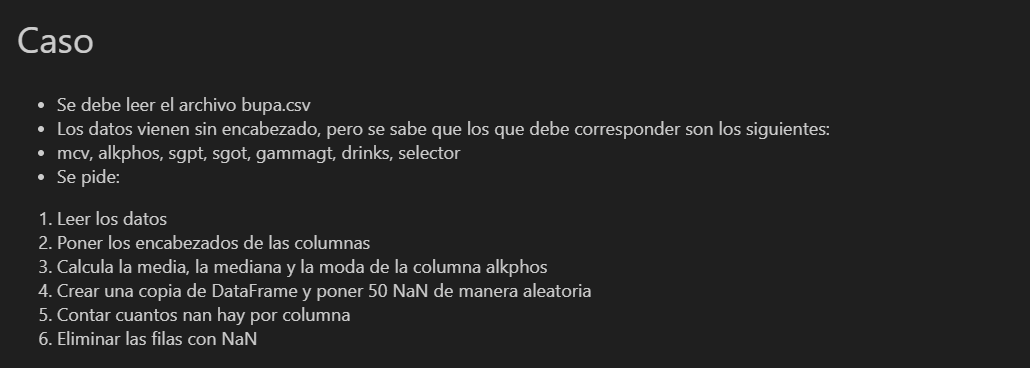 Caso
• Se debe leer el archivo bupa.csv
• Los datos vienen sin encabezado, pero se sabe que los que debe corresponder son los siguientes:
• mcv, alkphos, sgpt, sgot, gammagt, drinks, selector
• Se pide:
1. Leer los datos
2. Poner los encabezados de las columnas
3. Calcula la media, la mediana y la moda de la columna alkphos
4. Crear una copia de DataFrame y poner 50 NaN de manera aleatoria
5. Contar cuantos nan hay por columna
6. Eliminar las filas con NaN